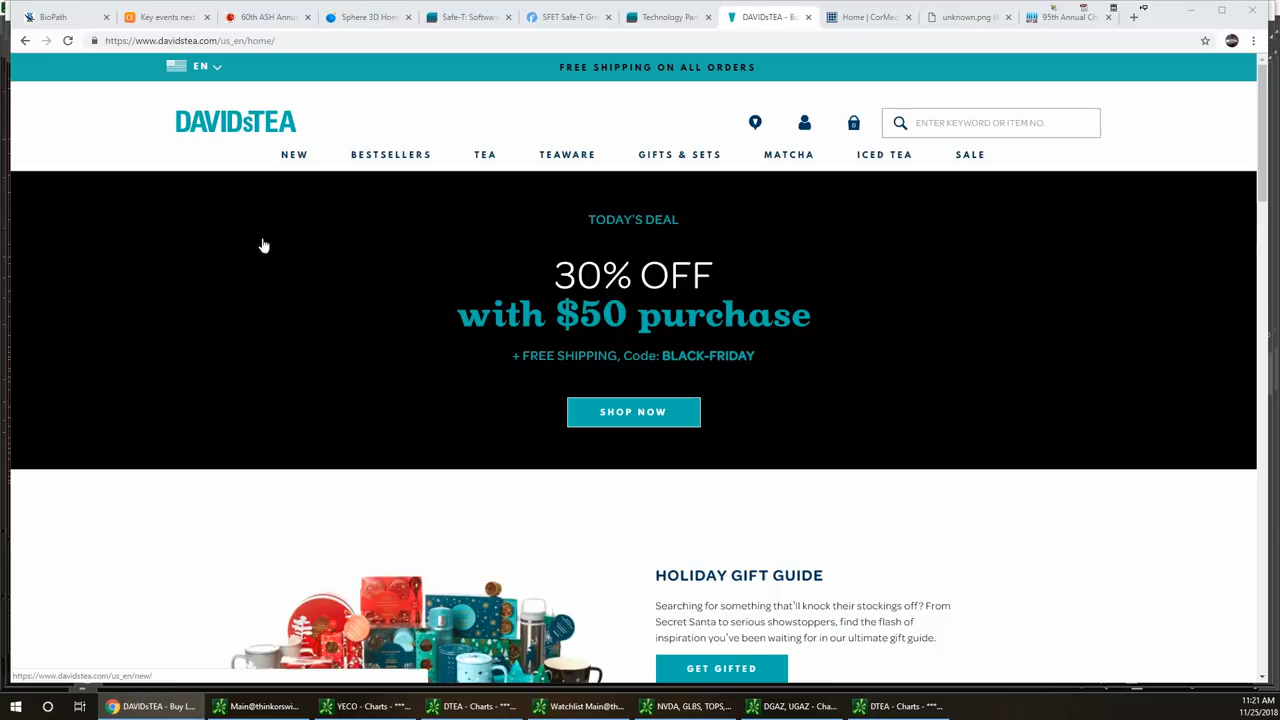 BioPath
Key events next
60th ASH Annu
Sphere 3D Hom
Safe-T: Softwar
SFET Safe-T Gr
Technology Par
DAVIDsTEA - Bu
Home | CorMed
unknown.png (
95th Annual Ch
https://www.davidstea.com/us_en/home/
EN
FREE SHIPPING ON ALL ORDERS
DAVIDsTEA
0
ENTER KEYWORD OR ITEM NO.
NEW BESTSELLERS TEA TEAWARE GIFTS & SETS MATCHA ICED TEA SALE
TODAY'S DEAL
30% OFF
with $50 purchase
+ FREE SHIPPING, Code: BLACK-FRIDAY
SHOP NOW
HOLIDAY GIFT GUIDE
Searching for something that'll knock their stockings off? From
Secret Santa to serious showstoppers, find the flash of
inspiration you've been waiting for in our ultimate gift guide.
GET GIFTED
https://www.davidstea.com/us_en/new/
DAVIDsTEA - Buy L...
Main@thinkorswi...
YECO - Charts - ***...
DTEA - Charts - ***...
Watchlist Main@th...
NVDA, GLBS, TOPS,...
DGAZ, UGAZ - Cha...
DTEA - Charts - ***...
11:21 AM
11/25/2018